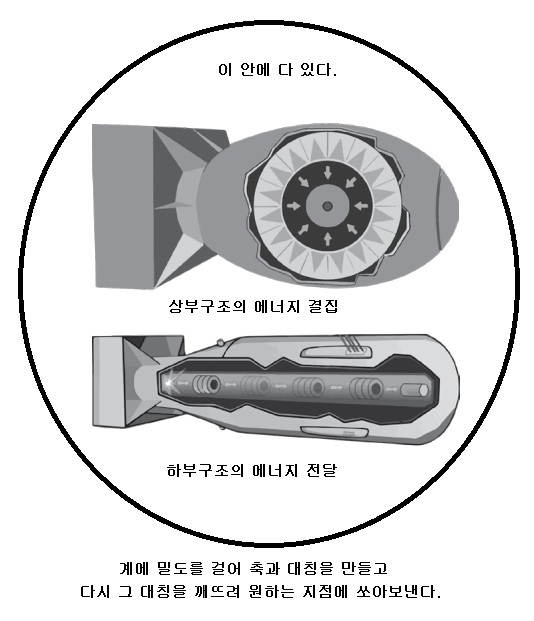 이 안에 다 있다.
상부구조의 에너지 결집
하부구조의 에너지 전달
계에 밀도를 걸어 축과 대칭을 만들고
다시 그 대칭을 깨뜨려 원하는 지점에 쏘아보낸다.